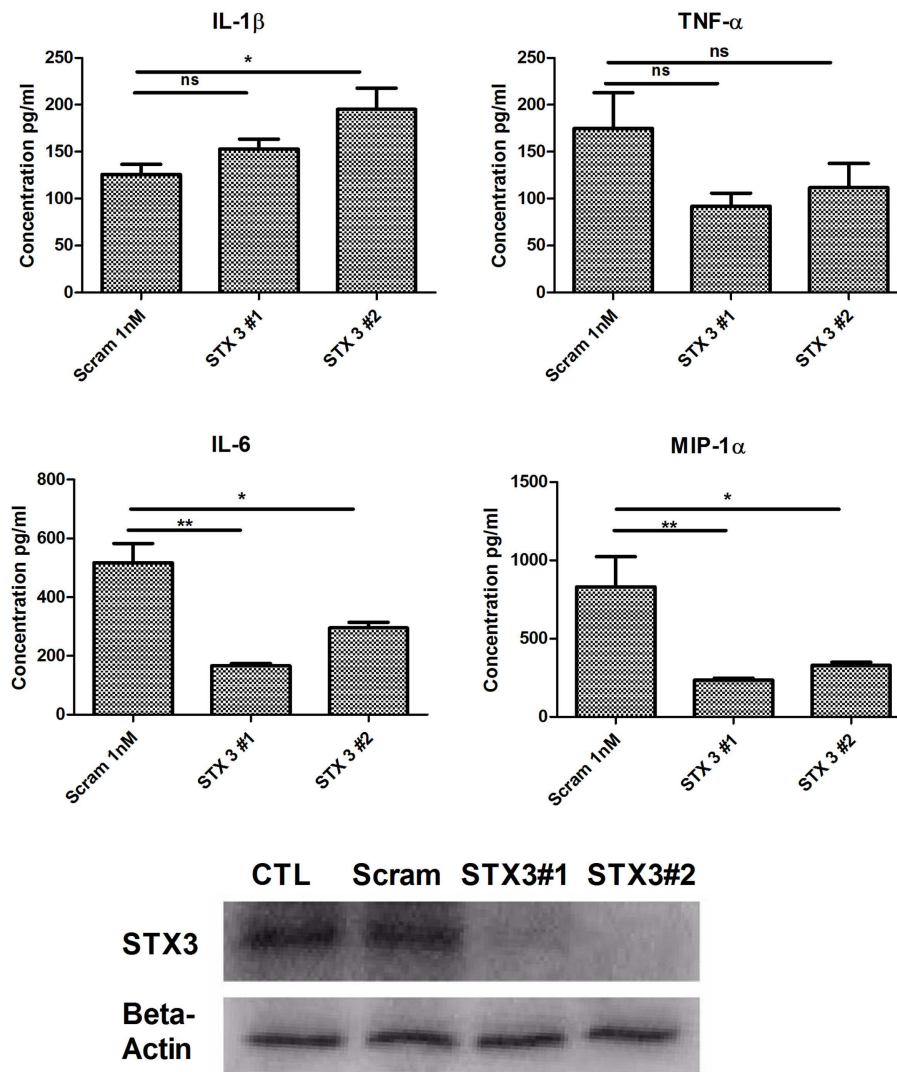 IL-1β
Concentration pg/ml
250
200
150
100
50
0
*
ns
Scram 1nM
STX 3 #1
STX 3 #2
TNF-α
Concentration pg/ml
250
200
150
100
50
0
ns
ns
Scram 1nM
STX 3 #1
STX 3 #2
IL-6
Concentration pg/ml
800
600
400
200
0
*
**
Scram 1nM
STX 3 #1
STX 3 #2
MIP-1α
Concentration pg/ml
1500
1000
500
0
*
**
Scram 1nM
STX 3 #1
STX 3 #2
CTL Scram STX3#1 STX3#2
STX3
Beta-
Actin